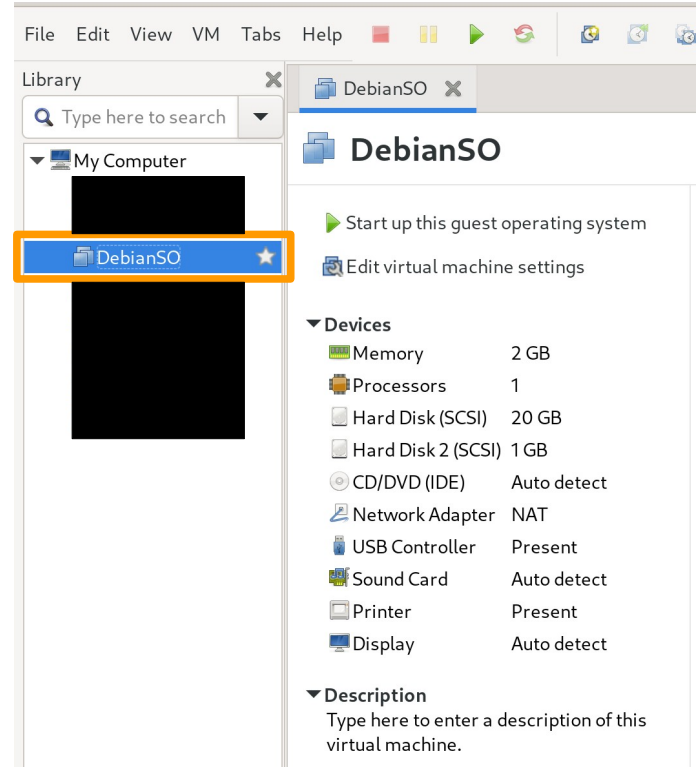 File Edit View VM Tabs Help
Library
Type here to search
My Computer
DebianSO
DebianSO
DebianSO
Start up this guest operating system
Edit virtual machine settings
Devices
Memory 2 GB
Processors 1
Hard Disk (SCSI) 20 GB
Hard Disk 2 (SCSI) 1 GB
CD/DVD (IDE) Auto detect
Network Adapter NAT
USB Controller Present
Sound Card Auto detect
Printer Present
Display Auto detect
Description
Type here to enter a description of this
virtual machine.